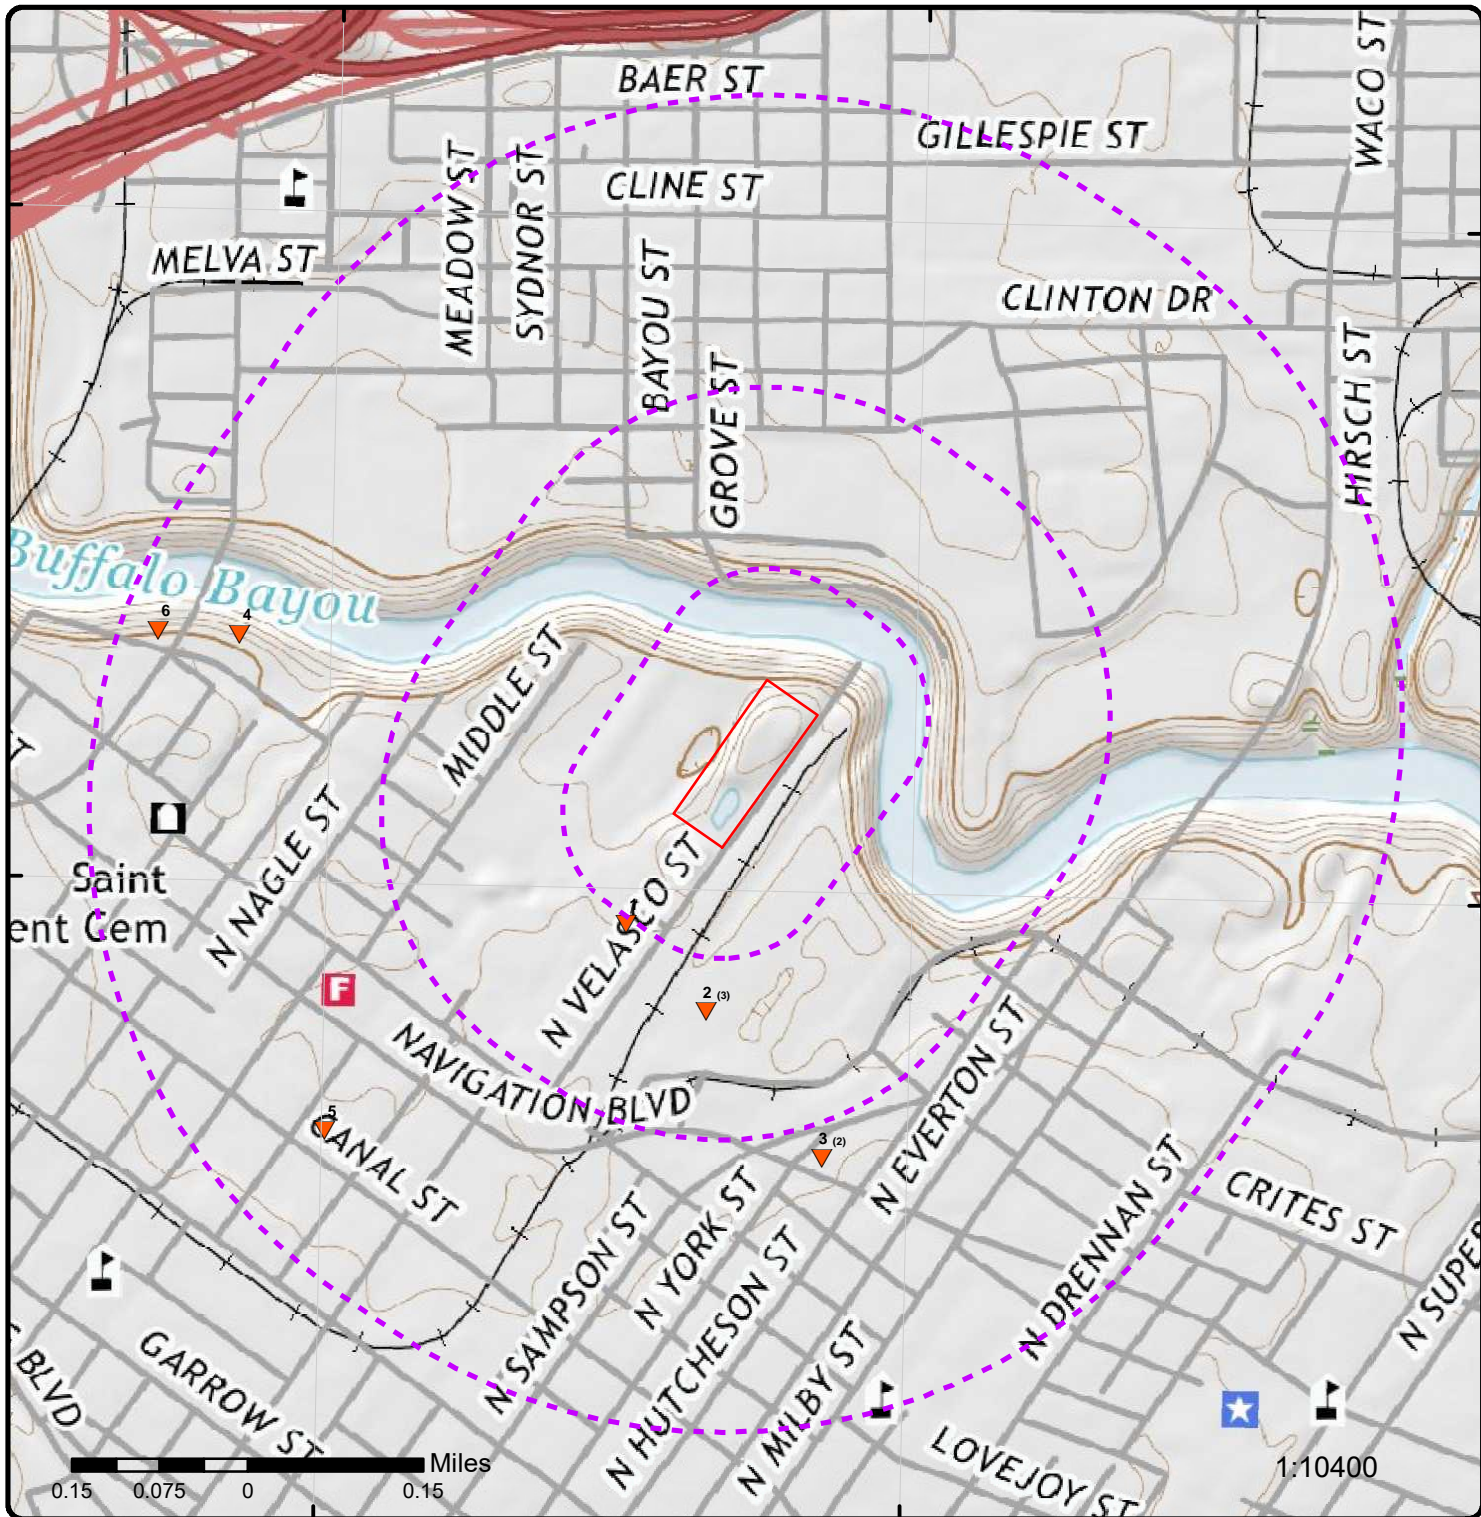 BAER ST
GILLESPIE ST
WACO ST
MEADOW ST
SYDNOR ST
CLINE ST
MELVA ST
BAYOU ST
CLINTON DR
HIRSCH ST
GROVE ST
Buffalo Bayou
6
4
MIDDLE ST
N NAGLE ST
Saint
ent Cem
N VELASCO ST
F
2 (3)
NAVIGATION BLVD
N EVERTON ST
5
CANAL ST
3 (2)
N DRENNAN ST
CRITES ST
N SAMPSON ST
N YORK ST
N HUTCHESON ST
N MILBY ST
N SUPE
BLVD
GARROW ST
LOVEJOY ST
Miles
0.15 0.075 0 0.15
1:10400